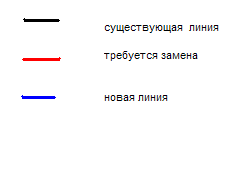 существующая линия
требуется замена
новая линия